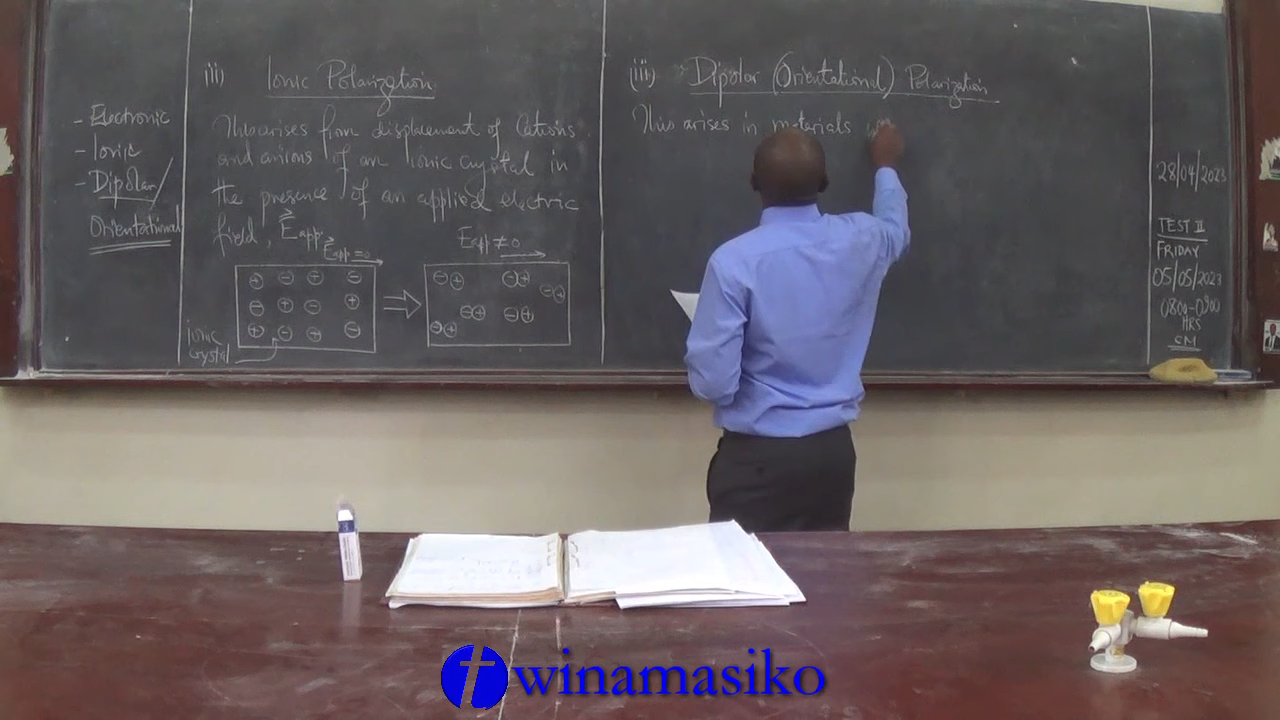 - Electronic
- Ionic
- Dipolar/
Orientational
(ii) Ionic Polarization
This arises from displacement of Cations
and anions of an ionic crystal in
the presence of an applied electric
field, E app.
E app = 0
E app ≠ 0
Ionic
Crystal
(iii) Dipolar (Orientational) Polarization
This arises in materials
28/04/2023
TEST II
FRIDAY
05/05/2023
0800-0900
HRS
CM
winamasiko